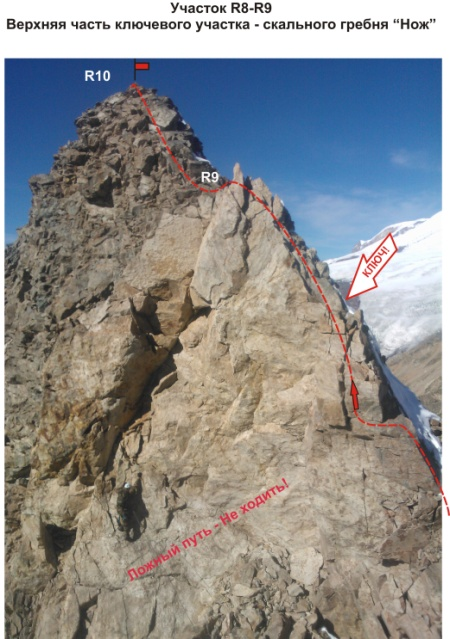 Участок R8-R9
Верхняя часть ключевого участка - скального гребня “Нож”
R10
R9
КЛЮЧ!
Ложный путь - Не ходить!